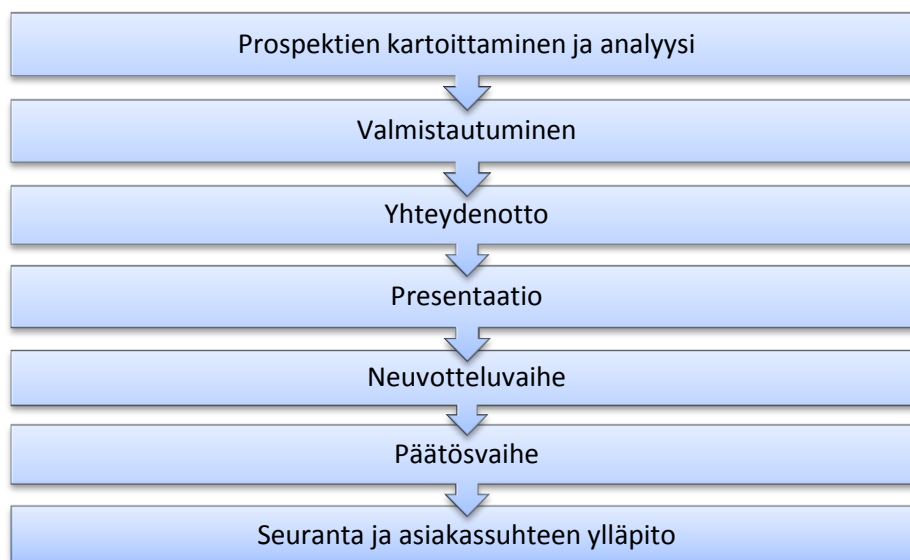 Prospektien kartoittaminen ja analyysi
Valmistautuminen
Yhteydenotto
Presentaatio
Neuvotteluvaihe
Päätösvaihe
Seuranta ja asiakassuhteen ylläpito